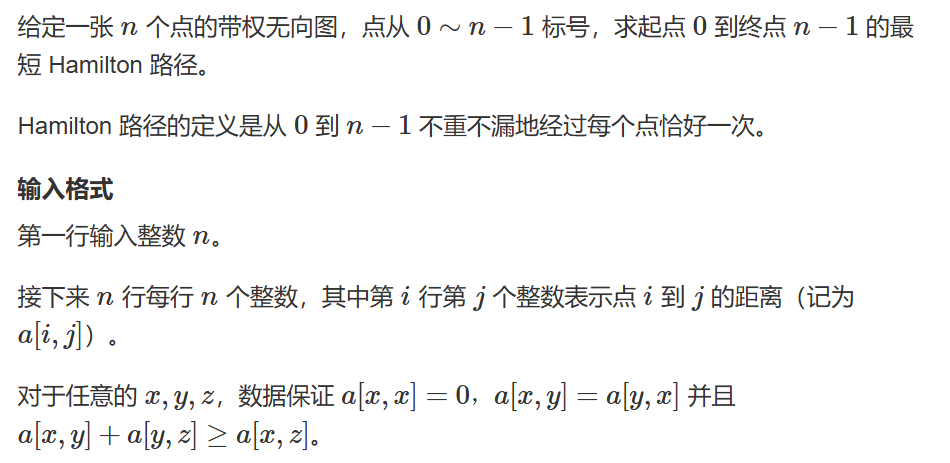 给定一张 n 个点的带权无向图，点从 0 ∼ n − 1 标号，求起点 0 到终点 n − 1 的最
短 Hamilton 路径。
Hamilton 路径的定义是从 0 到 n − 1 不重不漏地经过每个点恰好一次。
输入格式
第一行输入整数 n。
接下来 n 行每行 n 个整数，其中第 i 行第 j 个整数表示点 i 到 j 的距离（记为
a[i, j]）。
对于任意的 x, y, z，数据保证 a[x, x] = 0，a[x, y] = a[y, x] 并且
a[x, y] + a[y, z] ≥ a[x, z]。